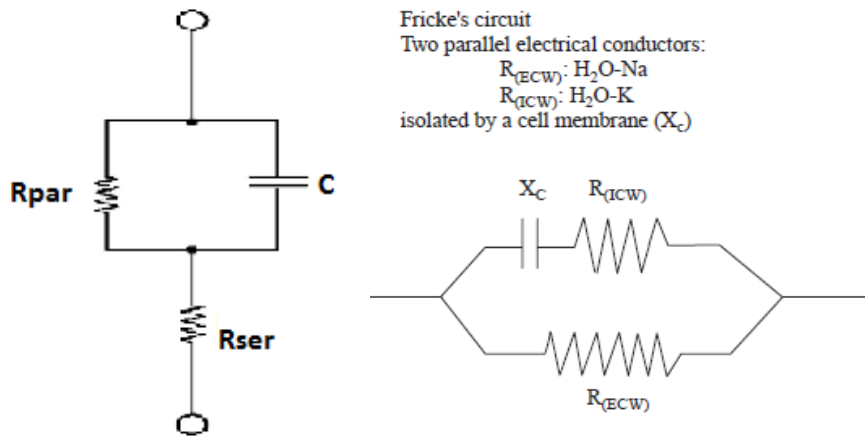 Rpar
C
Rser
Fricke's circuit
Two parallel electrical conductors:
R(ECW): H2O-Na
R(ICW): H2O-K
isolated by a cell membrane (Xc)
XC
R(ICW)
R(ECW)